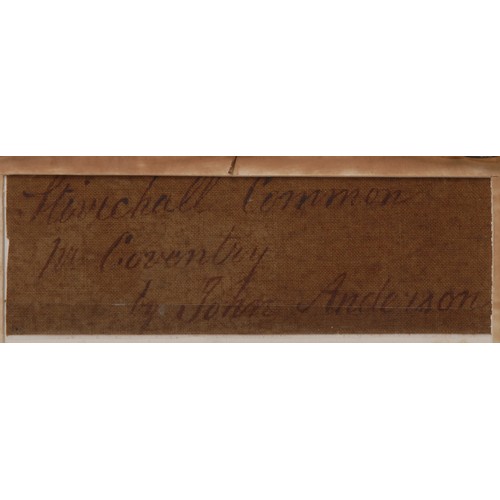 Stivichall Common
nr Coventry
by John Anderson